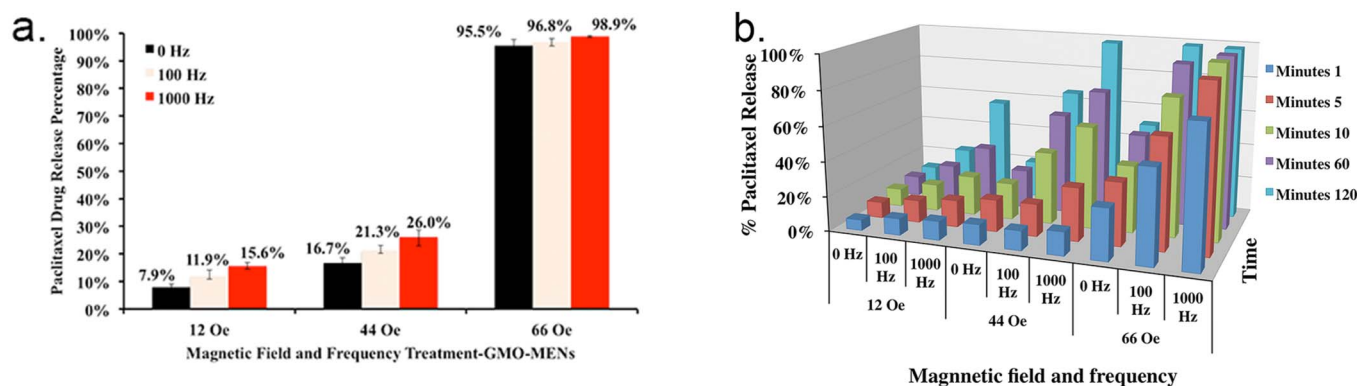 a.
Paclitaxel Drug Release Percentage
100%
90%
80%
70%
60%
50%
40%
30%
20%
10%
0%
0 Hz
100 Hz
1000 Hz
7.9%
11.9%
15.6%
16.7%
21.3%
26.0%
95.5%
96.8%
98.9%
12 Oe
44 Oe
66 Oe
Magnetic Field and Frequency Treatment-GMO-MENs
b.
% Paclitaxel Release
100%
80%
60%
40%
20%
0%
0 Hz
100
Hz
1000
Hz
0 Hz
100
Hz
1000
Hz
0 Hz
100
Hz
1000
Hz
12 Oe
44 Oe
66 Oe
Time
Magnnetic field and frequency
Minutes 1
Minutes 5
Minutes 10
Minutes 60
Minutes 120